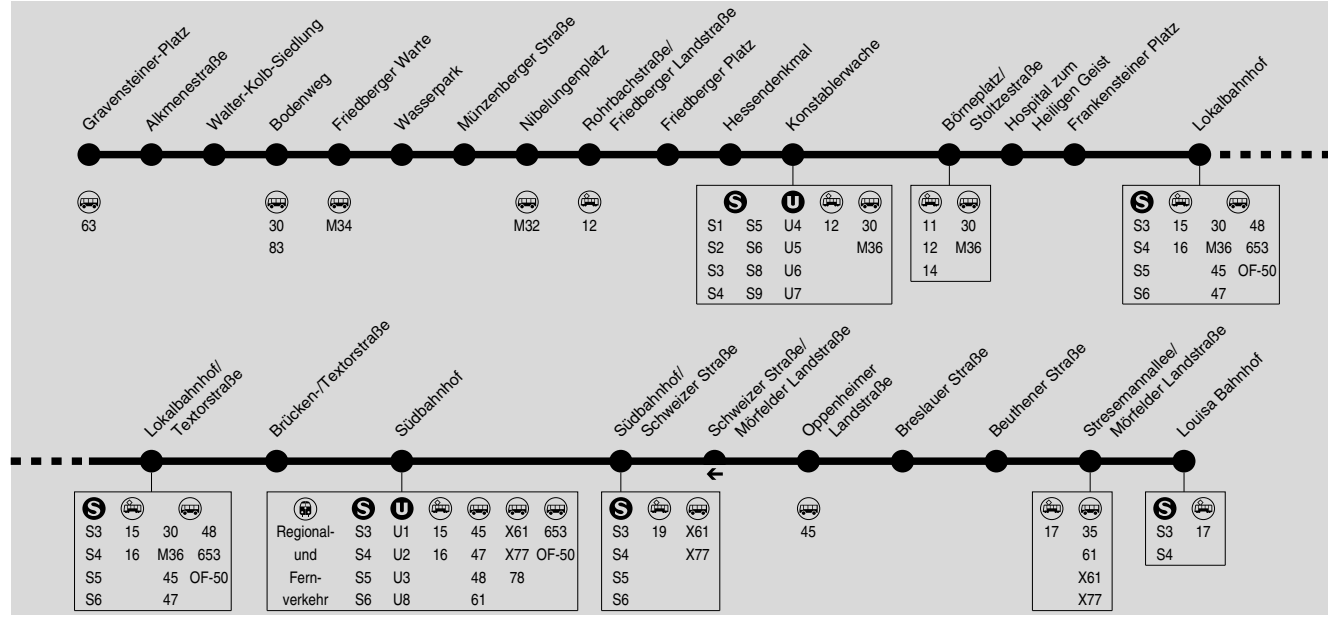 Gravensteiner-Platz
Alkmenestraße
Walter-Kolb-Siedlung
Bodenweg
Friedberger Warte
Wasserpark
Münzenberger Straße
Nibelungenplatz
Rohrbachstraße/
Friedberger Landstraße
Friedberger Platz
Hessendenkmal
Konstablerwache
Börneplatz/
Stoltzestraße
Hospital zum
Heiligen Geist
Frankensteiner Platz
Lokalbahnhof
63
30
83
M34
M32
12
S U
S1 S5 U4 12 30
S2 S6 U5 M36
S3 S8 U6
S4 S9 U7
11 30
12 M36
14
S
S3 15 30 48
S4 16 M36 653
S5 45 OF-50
S6 47
Lokalbahnhof/
Textorstraße
Brücken-/Textorstraße
Südbahnhof
Südbahnhof/
Schweizer Straße
Schweizer Straße/
Mörfelder Landstraße
Oppenheimer
Landstraße
Breslauer Straße
Beuthener Straße
Stresemannallee/
Mörfelder Landstraße
Louisa Bahnhof
S
S3 15 30 48
S4 16 M36 653
S5 45 OF-50
S6 47
S U
Regional- S3 U1 15 45 X61 653
und S4 U2 16 47 X77 OF-50
Fern- S5 U3 48 78
verkehr S6 U8 61
S
S3 19 X61
S4 X77
S5
S6
45
17 35
61
X61
X77
S
S3 17
S4